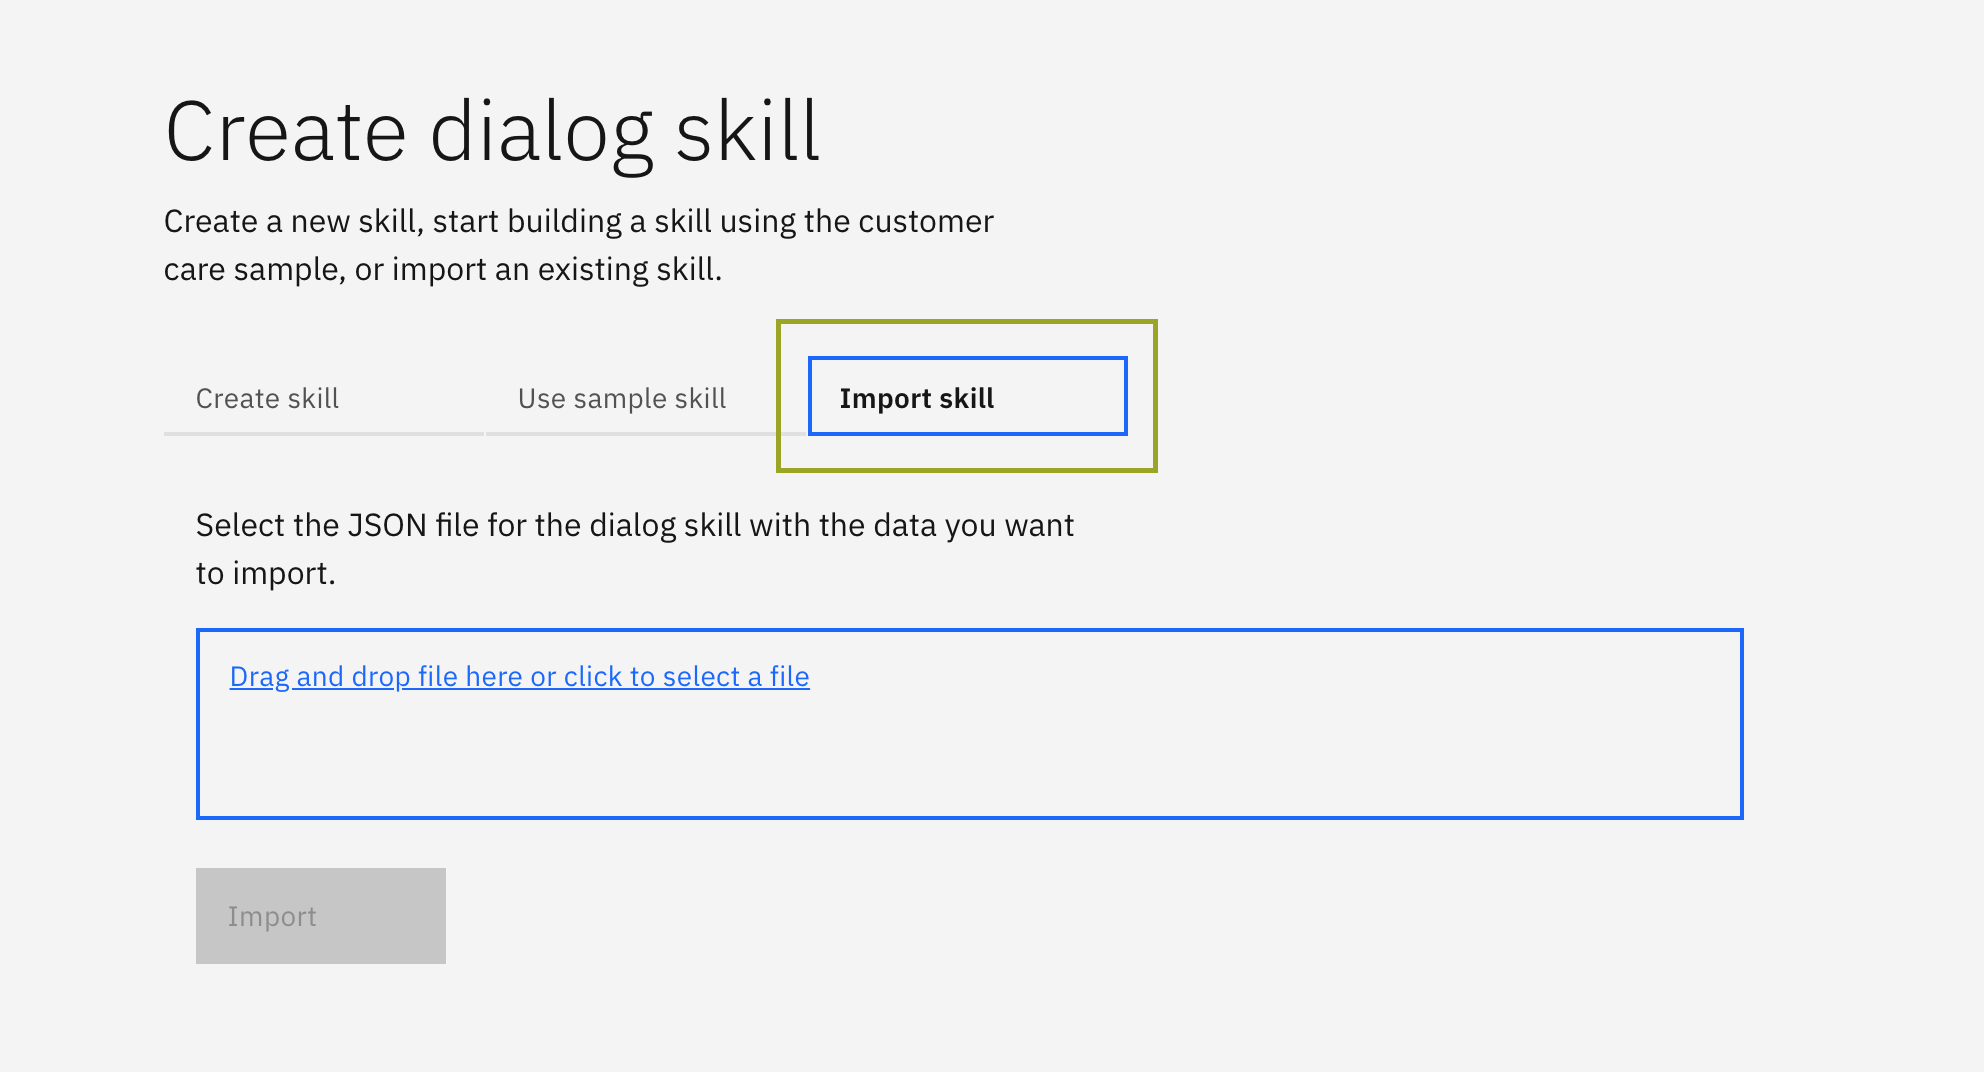 Create dialog skill
Create a new skill, start building a skill using the customer
care sample, or import an existing skill.
Create skill
Use sample skill
Import skill
Select the JSON file for the dialog skill with the data you want
to import.
Drag and drop file here or click to select a file
Import